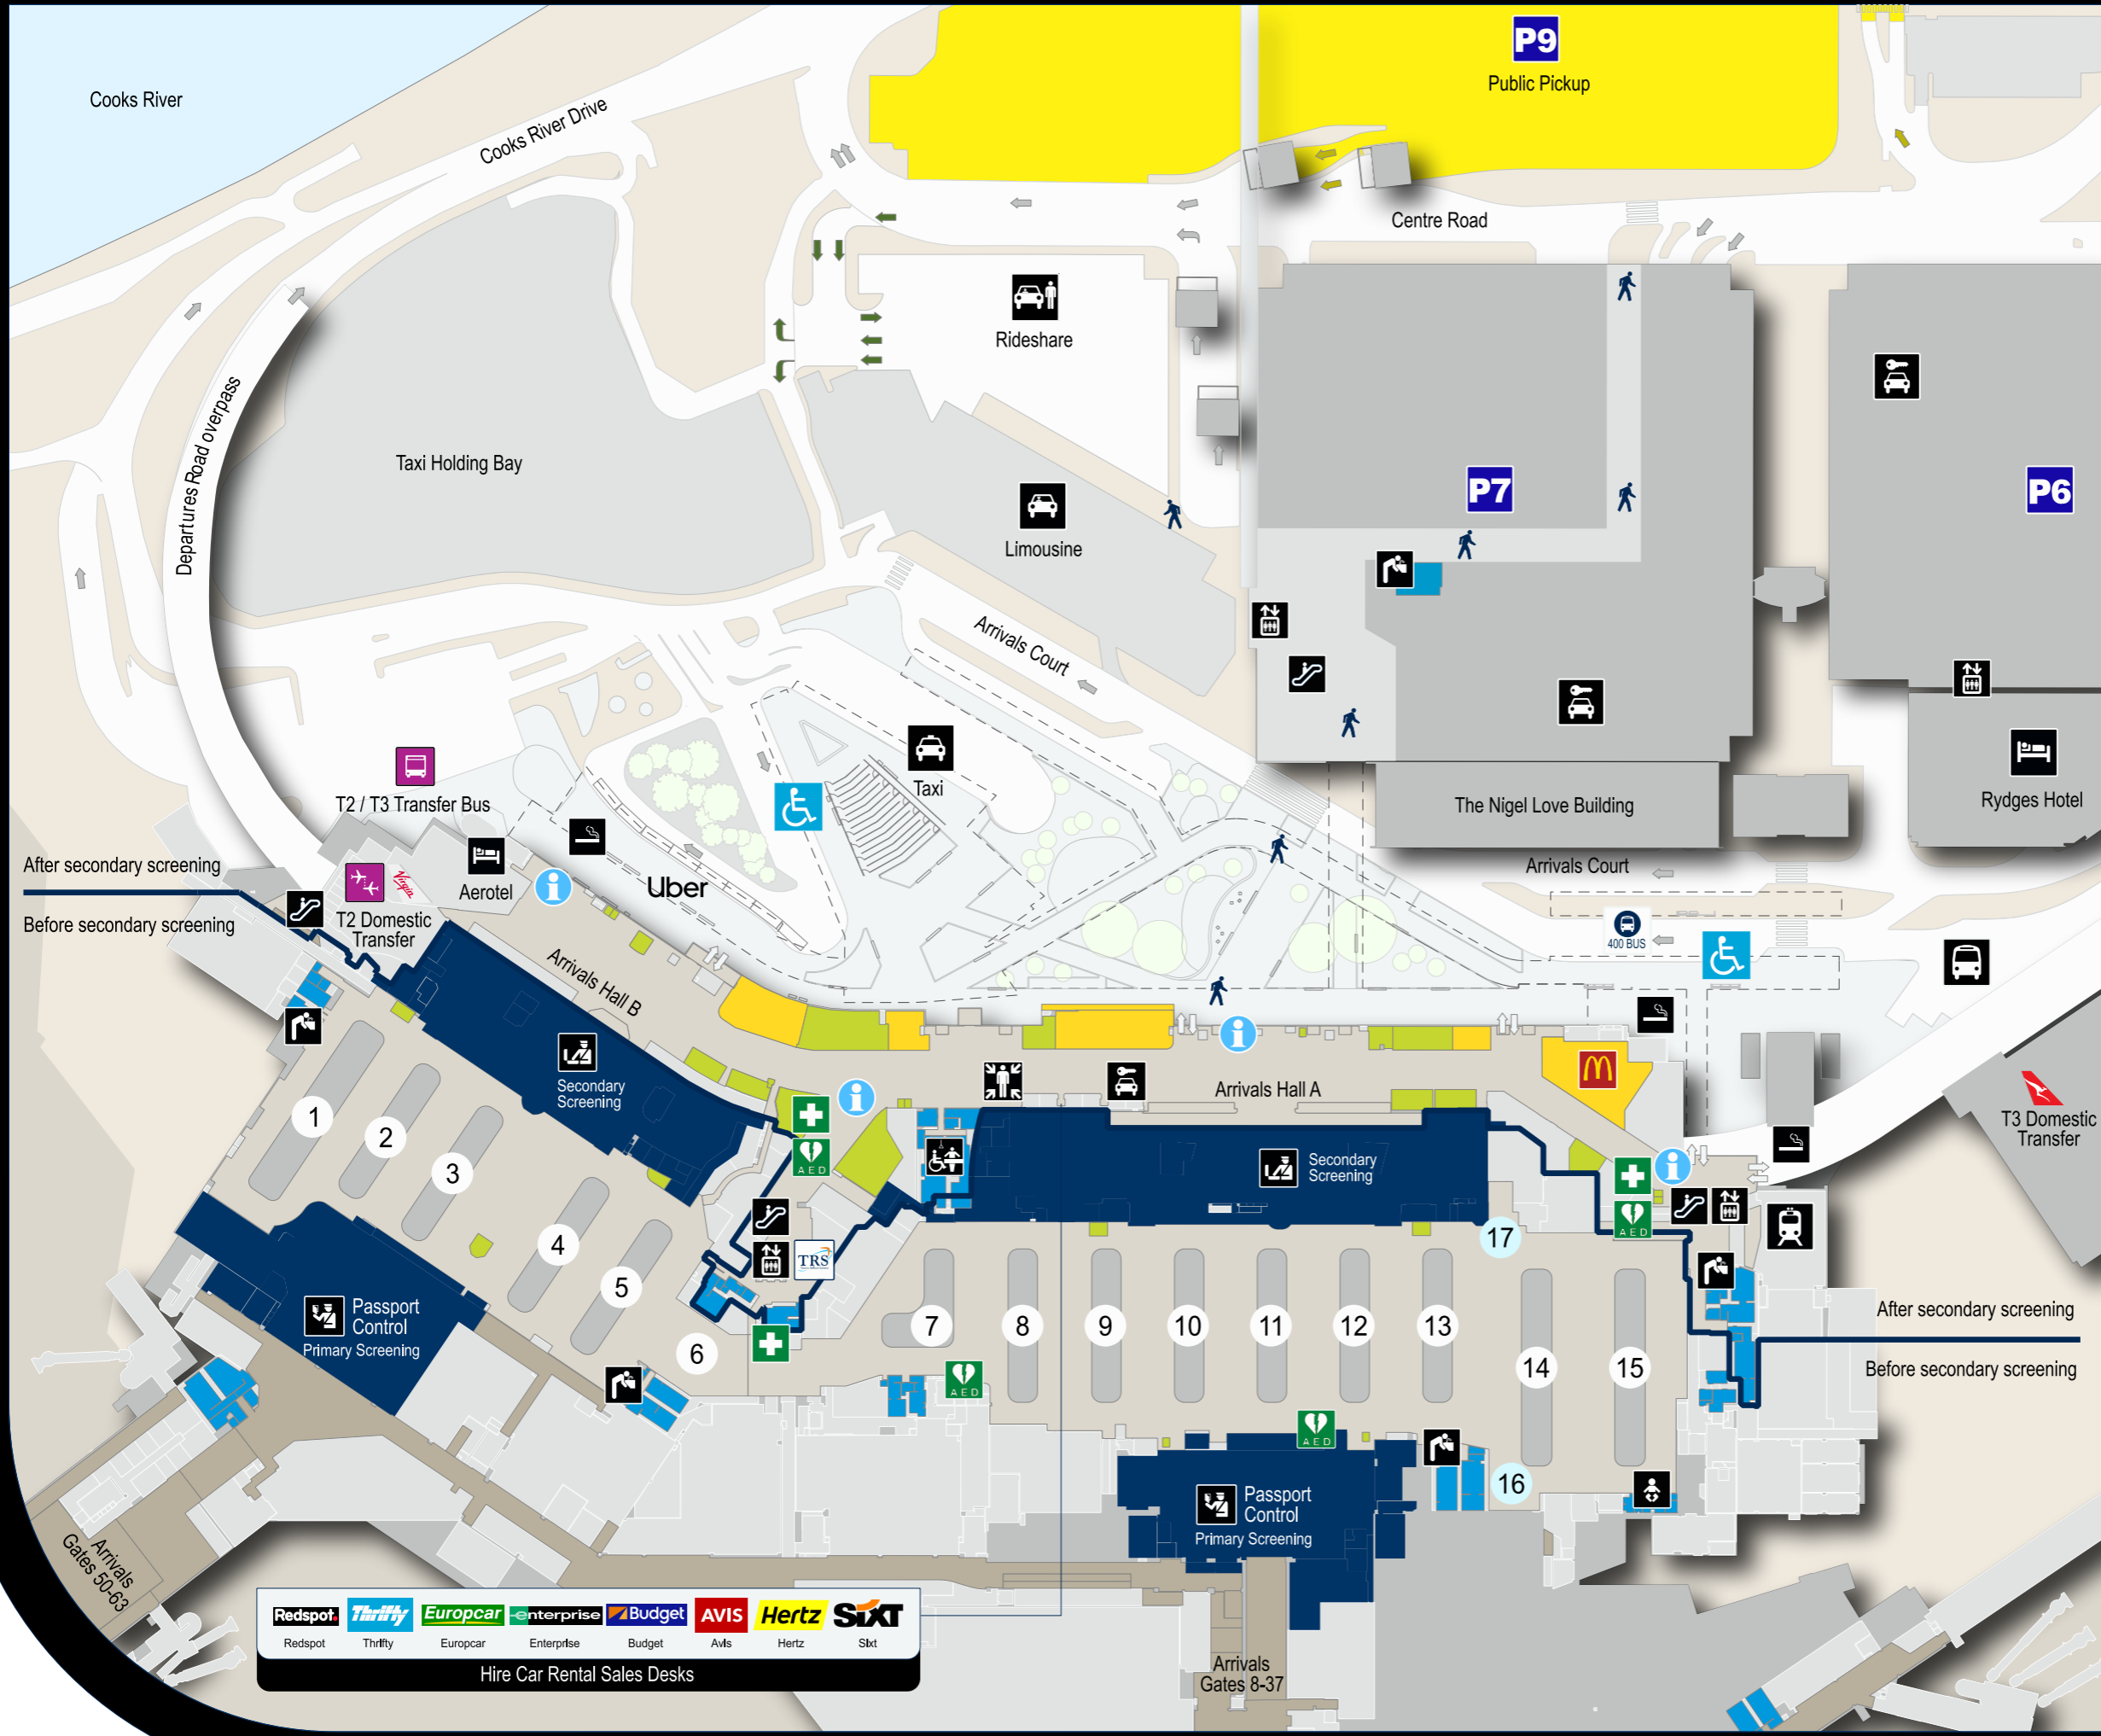 P9
Public Pickup
Cooks River
Cooks River Drive
Centre Road
Rideshare
Departures Road overpass
Taxi Holding Bay
P7
P6
Limousine
Arrivals Court
Taxi
T2 / T3 Transfer Bus
The Nigel Love Building
Rydges Hotel
After secondary screening
Before secondary screening
Virgin
Aerotel
i
Uber
Arrivals Court
T2 Domestic
Transfer
400 BUS
Arrivals Hall B
i
Secondary
Screening
i
Arrivals Hall A
M
T3 Domestic
Transfer
AED
Secondary
Screening
i
AED
1
2
3
4
5
6
TRS
17
7
8
9
10
11
12
13
14
15
16
After secondary screening
Before secondary screening
Passport
Control
Primary Screening
AED
AED
Passport
Control
Primary Screening
Arrivals
Gates 50-63
Redspot.
Thrifty
Europcar
enterprise
Budget
AVIS
Hertz
SIXT
Redspot
Thrifty
Europcar
Enterprise
Budget
Avis
Hertz
Sixt
Hire Car Rental Sales Desks
Arrivals
Gates 8-37